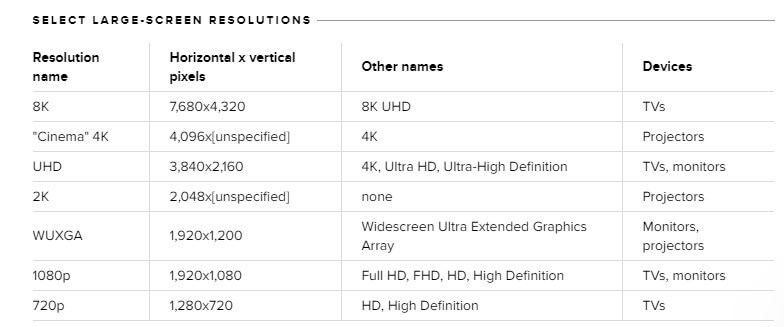 SELECT LARGE-SCREEN RESOLUTIONS
Resolution name Horizontal x vertical pixels Other names Devices
8K 7,680x4,320 8K UHD TVs
"Cinema" 4K 4,096x[unspecified] 4K Projectors
UHD 3,840x2,160 4K, Ultra HD, Ultra-High Definition TVs, monitors
2K 2,048x[unspecified] none Projectors
WUXGA 1,920x1,200 Widescreen Ultra Extended Graphics Array Monitors, projectors
1080p 1,920x1,080 Full HD, FHD, HD, High Definition TVs, monitors
720p 1,280x720 HD, High Definition TVs